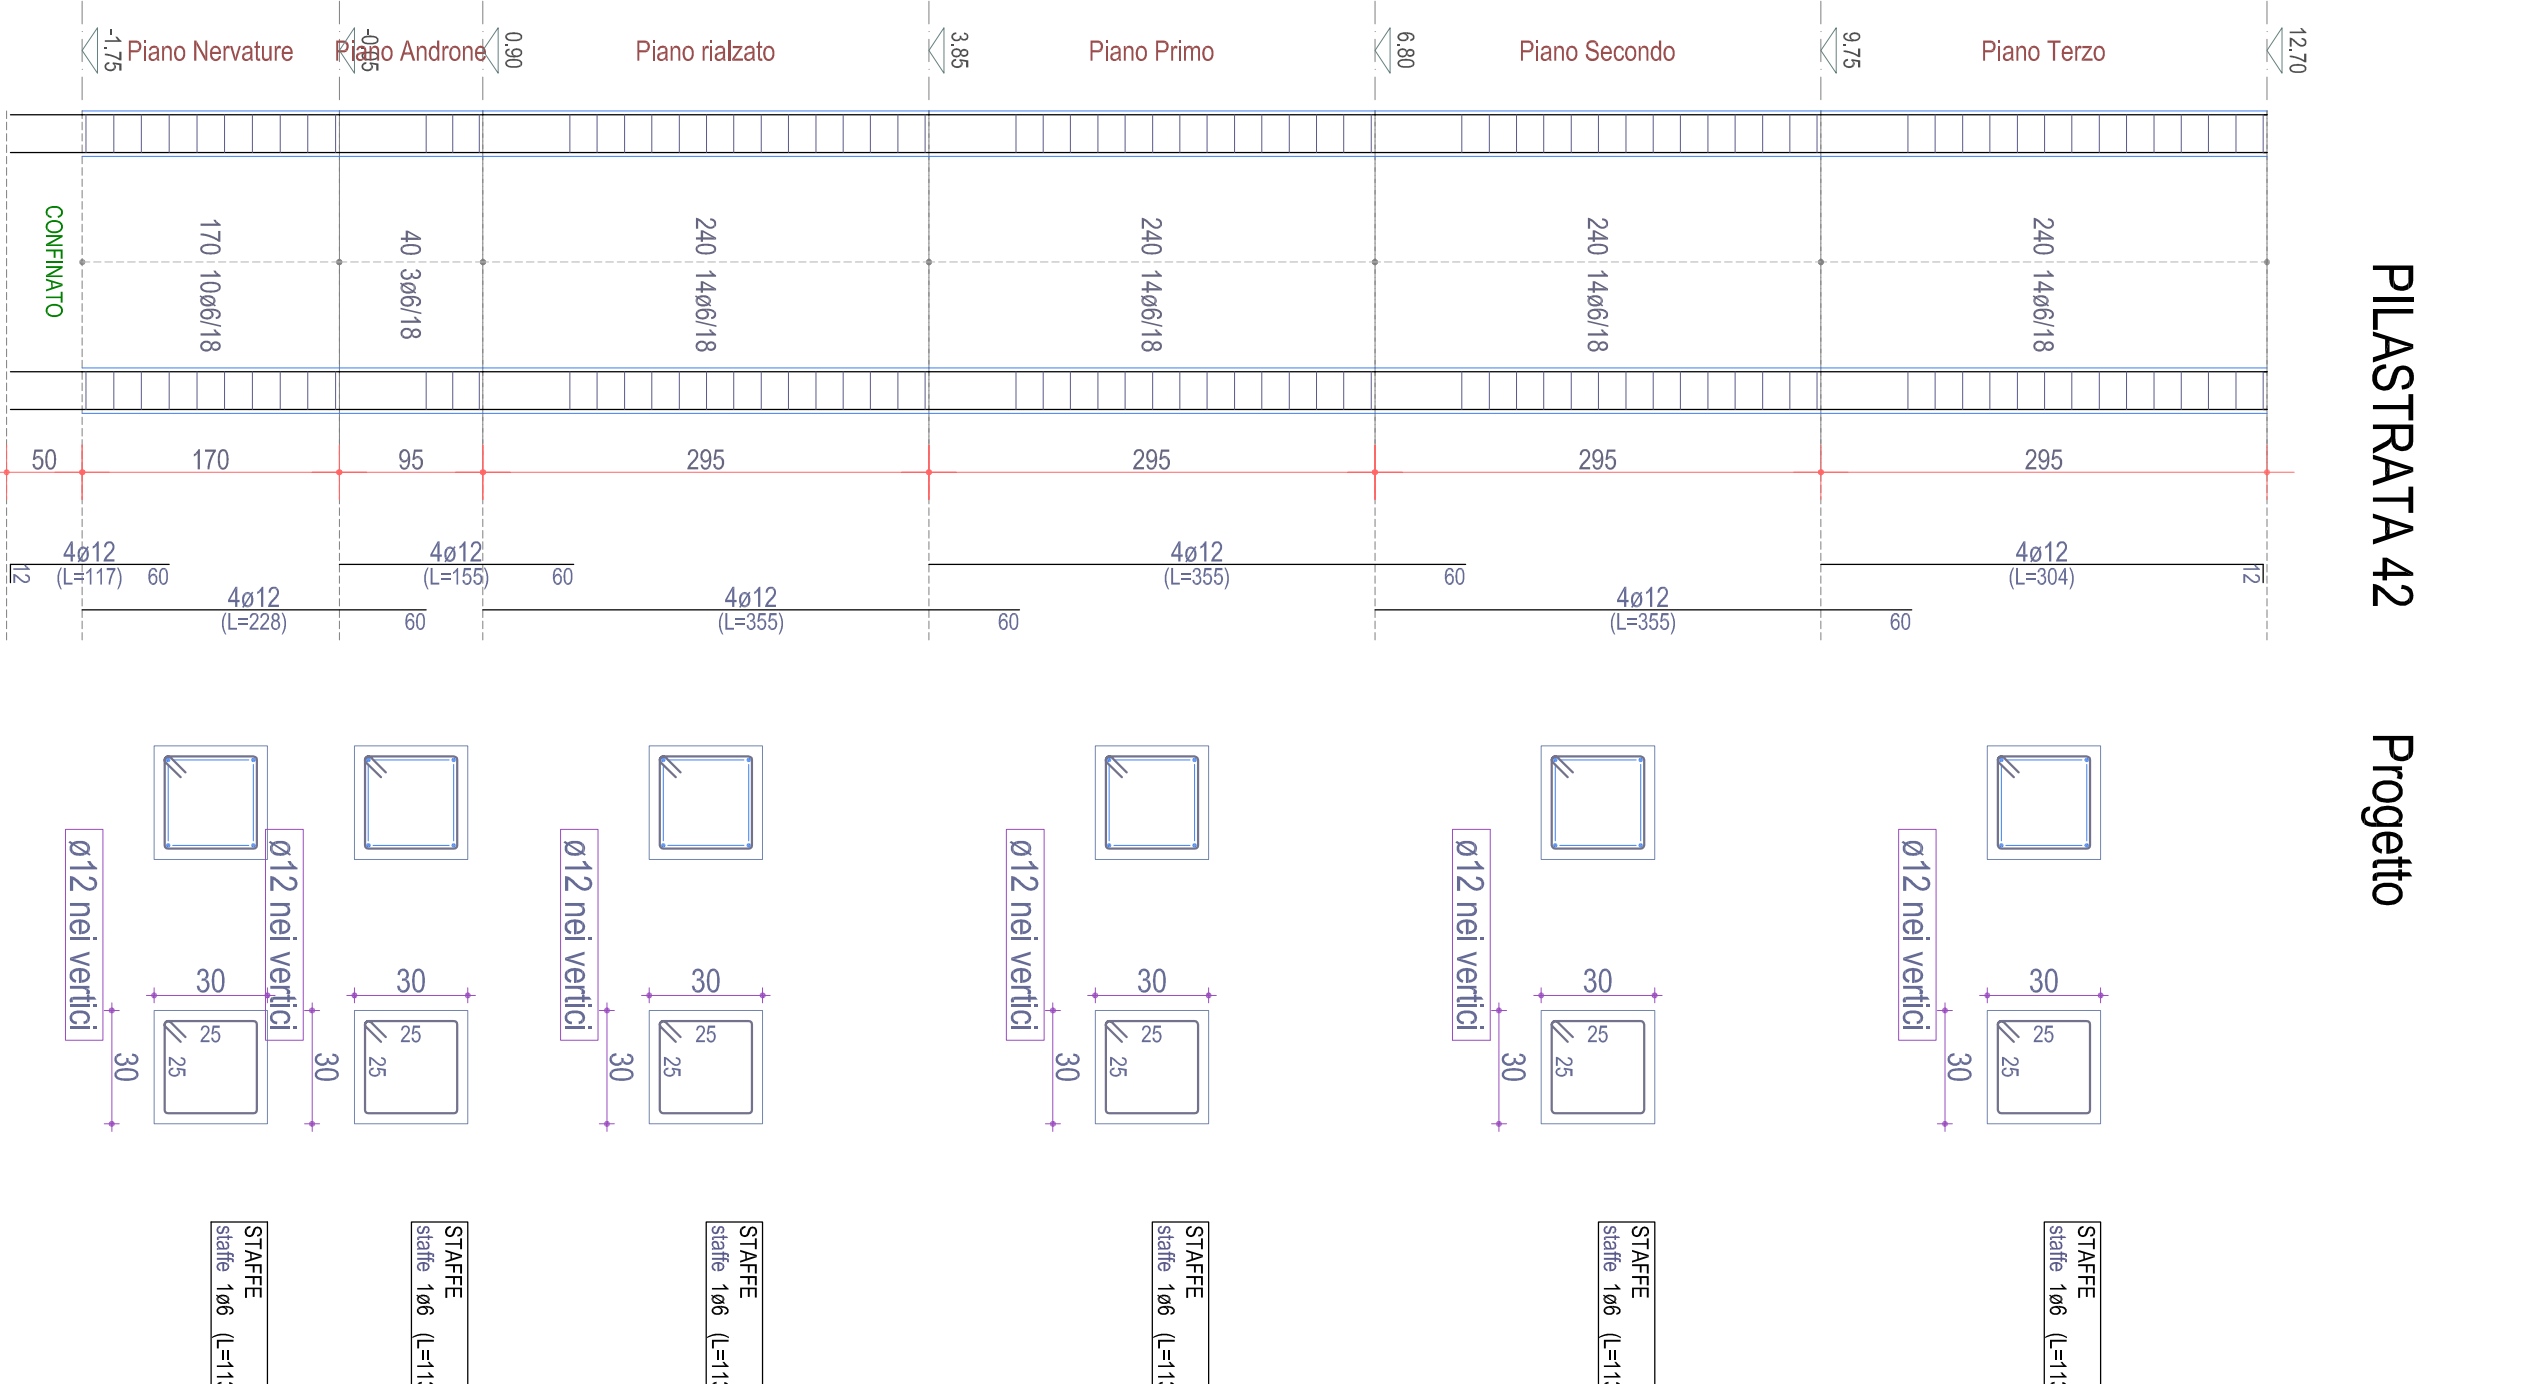 PILASTRATA 42 Progetto
-1.75
0.90
3.85
6.80
9.75
12.70
Piano Nervature
Piano Androne
Piano rialzato
Piano Primo
Piano Secondo
Piano Terzo
CONFINATO
170 10ø6/18
40 3ø6/18
240 14ø6/18
240 14ø6/18
240 14ø6/18
240 14ø6/18
50
170
95
295
295
295
295
4ø12
(L=117)
60
12
4ø12
(L=155)
60
4ø12
(L=355)
60
4ø12
(L=304)
12
4ø12
(L=228)
60
4ø12
(L=355)
60
4ø12
(L=355)
60
ø12 nei vertici
ø12 nei vertici
ø12 nei vertici
ø12 nei vertici
ø12 nei vertici
ø12 nei vertici
30
30
25
25
30
30
25
25
30
30
25
25
30
30
25
25
30
30
25
25
30
30
25
25
STAFFE
staffe 1ø6
STAFFE
staffe 1ø6
STAFFE
staffe 1ø6
STAFFE
staffe 1ø6
STAFFE
staffe 1ø6
STAFFE
staffe 1ø6